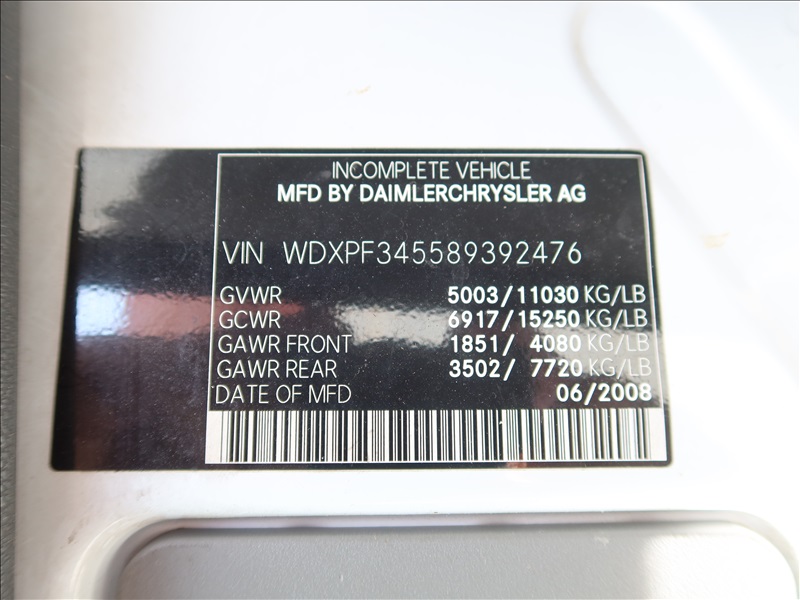 INCOMPLETE VEHICLE
MFD BY DAIMLERCHRYSLER AG
VIN WDXPF345589392476
GVWR 5003/11030 KG/LB
GCWR 6917/15250 KG/LB
GAWR FRONT 1851/ 4080 KG/LB
GAWR REAR 3502/ 7720 KG/LB
DATE OF MFD 06/2008